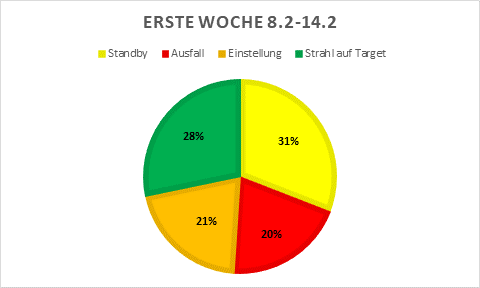 ERSTE WOCHE 8.2-14.2
Standby Ausfall Einstellung Strahl auf Target
28% 31%
21% 20%